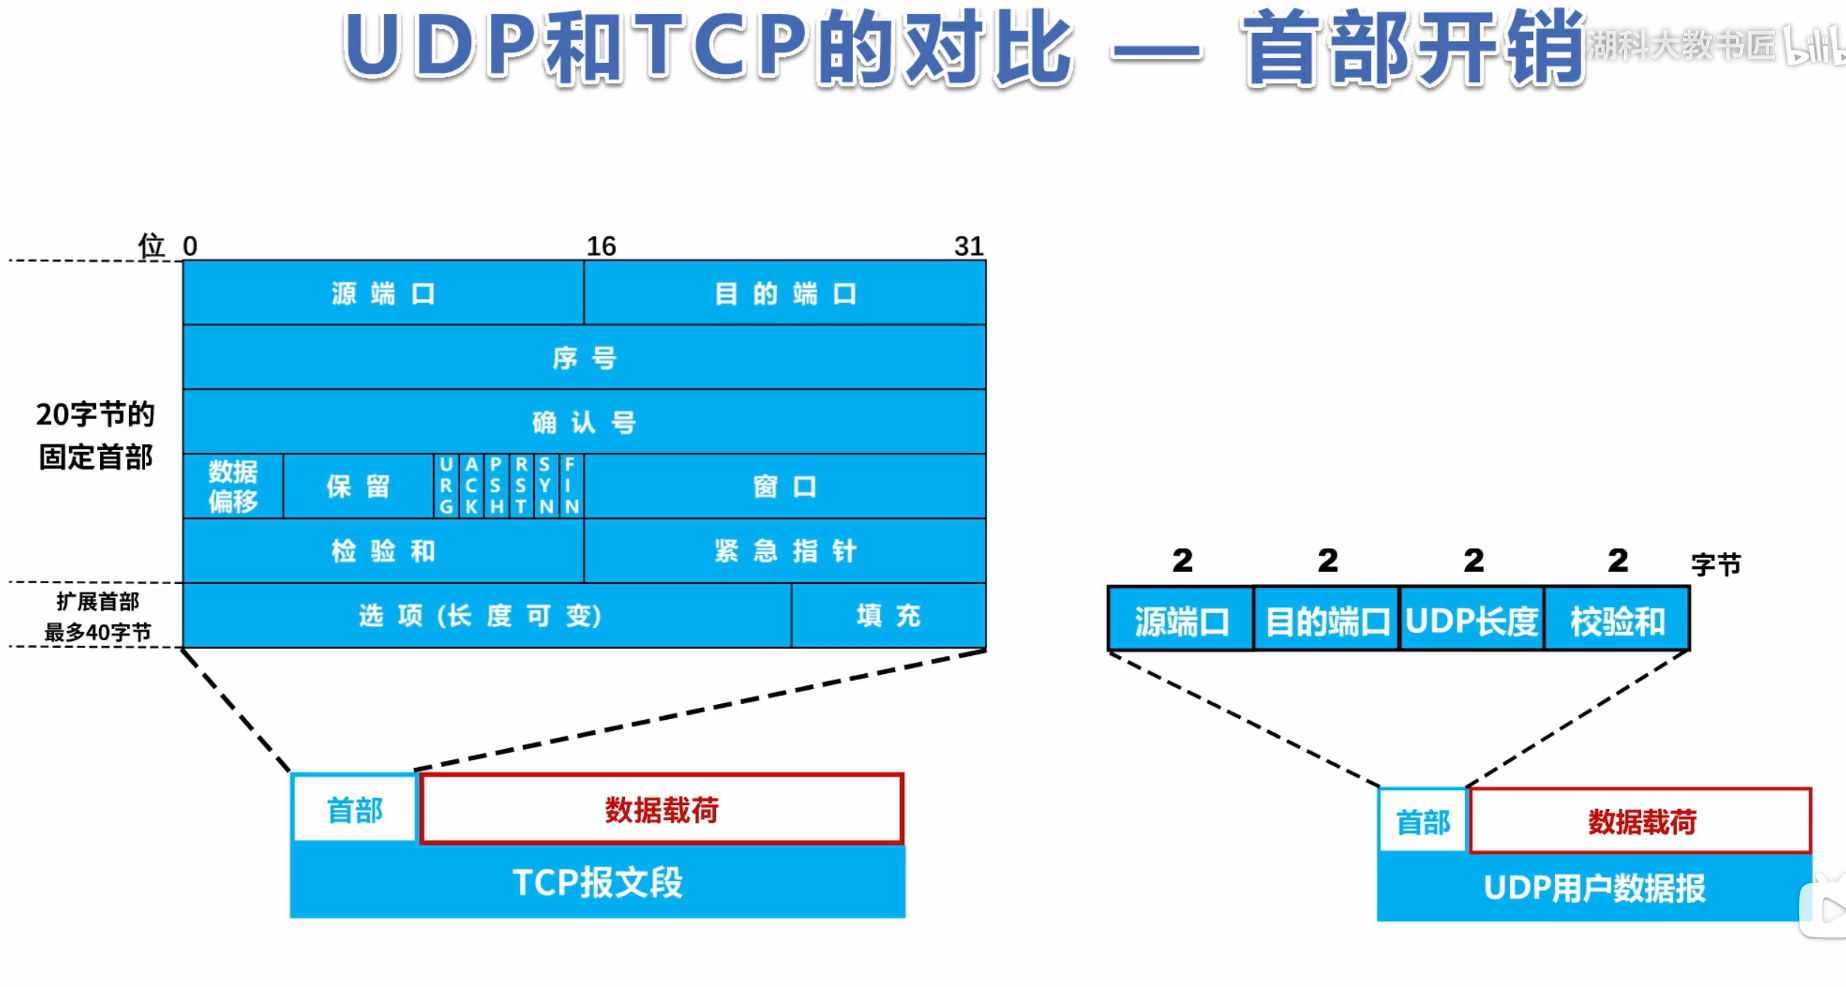 UDP和TCP的对比 — 首部开销
湖科大教书匠 bilib
位 0 16 31
源端口 目的端口
序号
确认号
20字节的
固定首部
数据
偏移
保留
URG ACK PSH RST SYN FIN
窗口
检验和 紧急指针
扩展首部
最多40字节
选项(长度可变) 填充
首部 数据载荷
TCP报文段
2 2 2 2 字节
源端口 目的端口 UDP长度 校验和
首部 数据载荷
UDP用户数据报